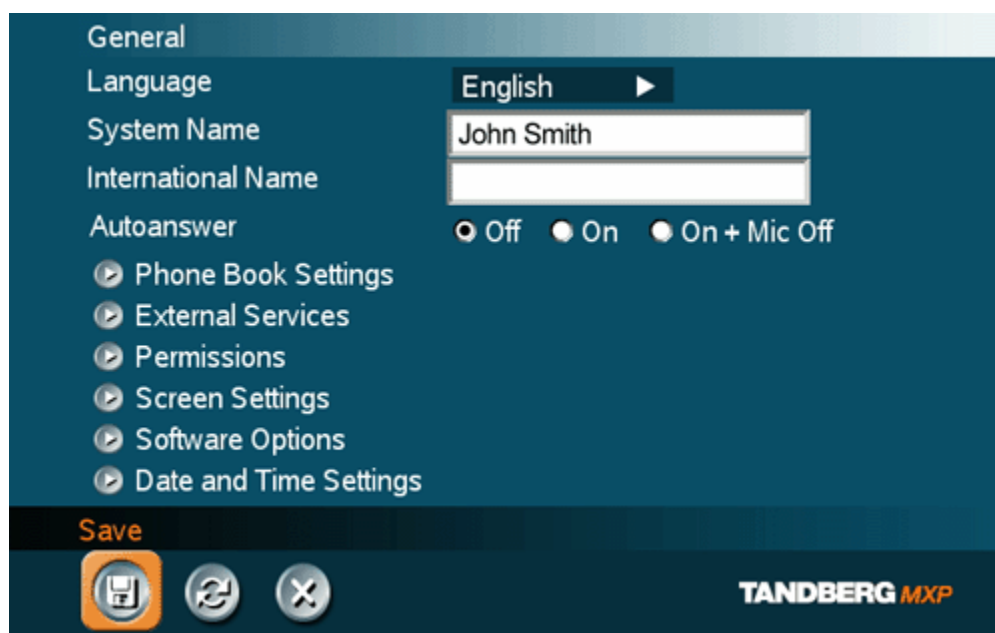 General
Language English
System Name John Smith
International Name
Autoanswer Off On On + Mic Off
Phone Book Settings
External Services
Permissions
Screen Settings
Software Options
Date and Time Settings
Save
TANDBERG MXP